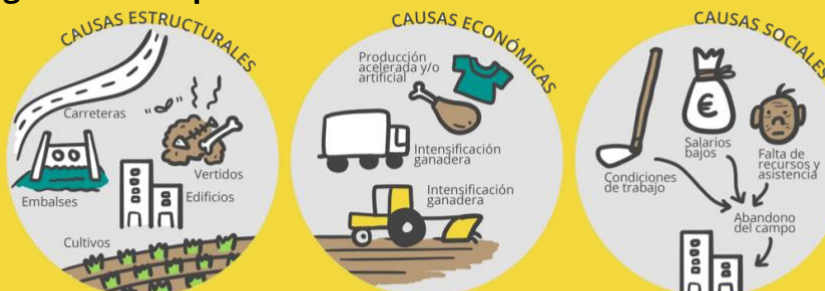 CAUSAS ESTRUCTURALES
Carreteras
Vertidos
Embalses
Edificios
Cultivos
CAUSAS ECONÓMICAS
Producción
acelerada y/o
artificial
Intensificación
ganadera
Intensificación
ganadera
CAUSAS SOCIALES
€
Salarios
bajos
Condiciones
de trabajo
Falta de
recursos y
asistencia
Abandono
del campo